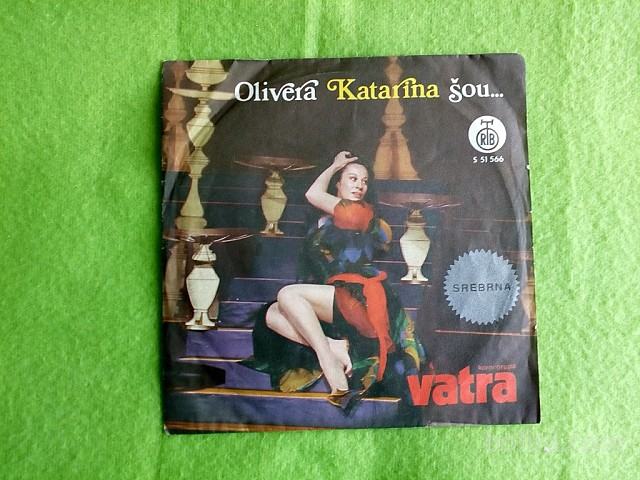 Olivera Katarina šou...
RTB
S 51 566
SREBRNA
vatra